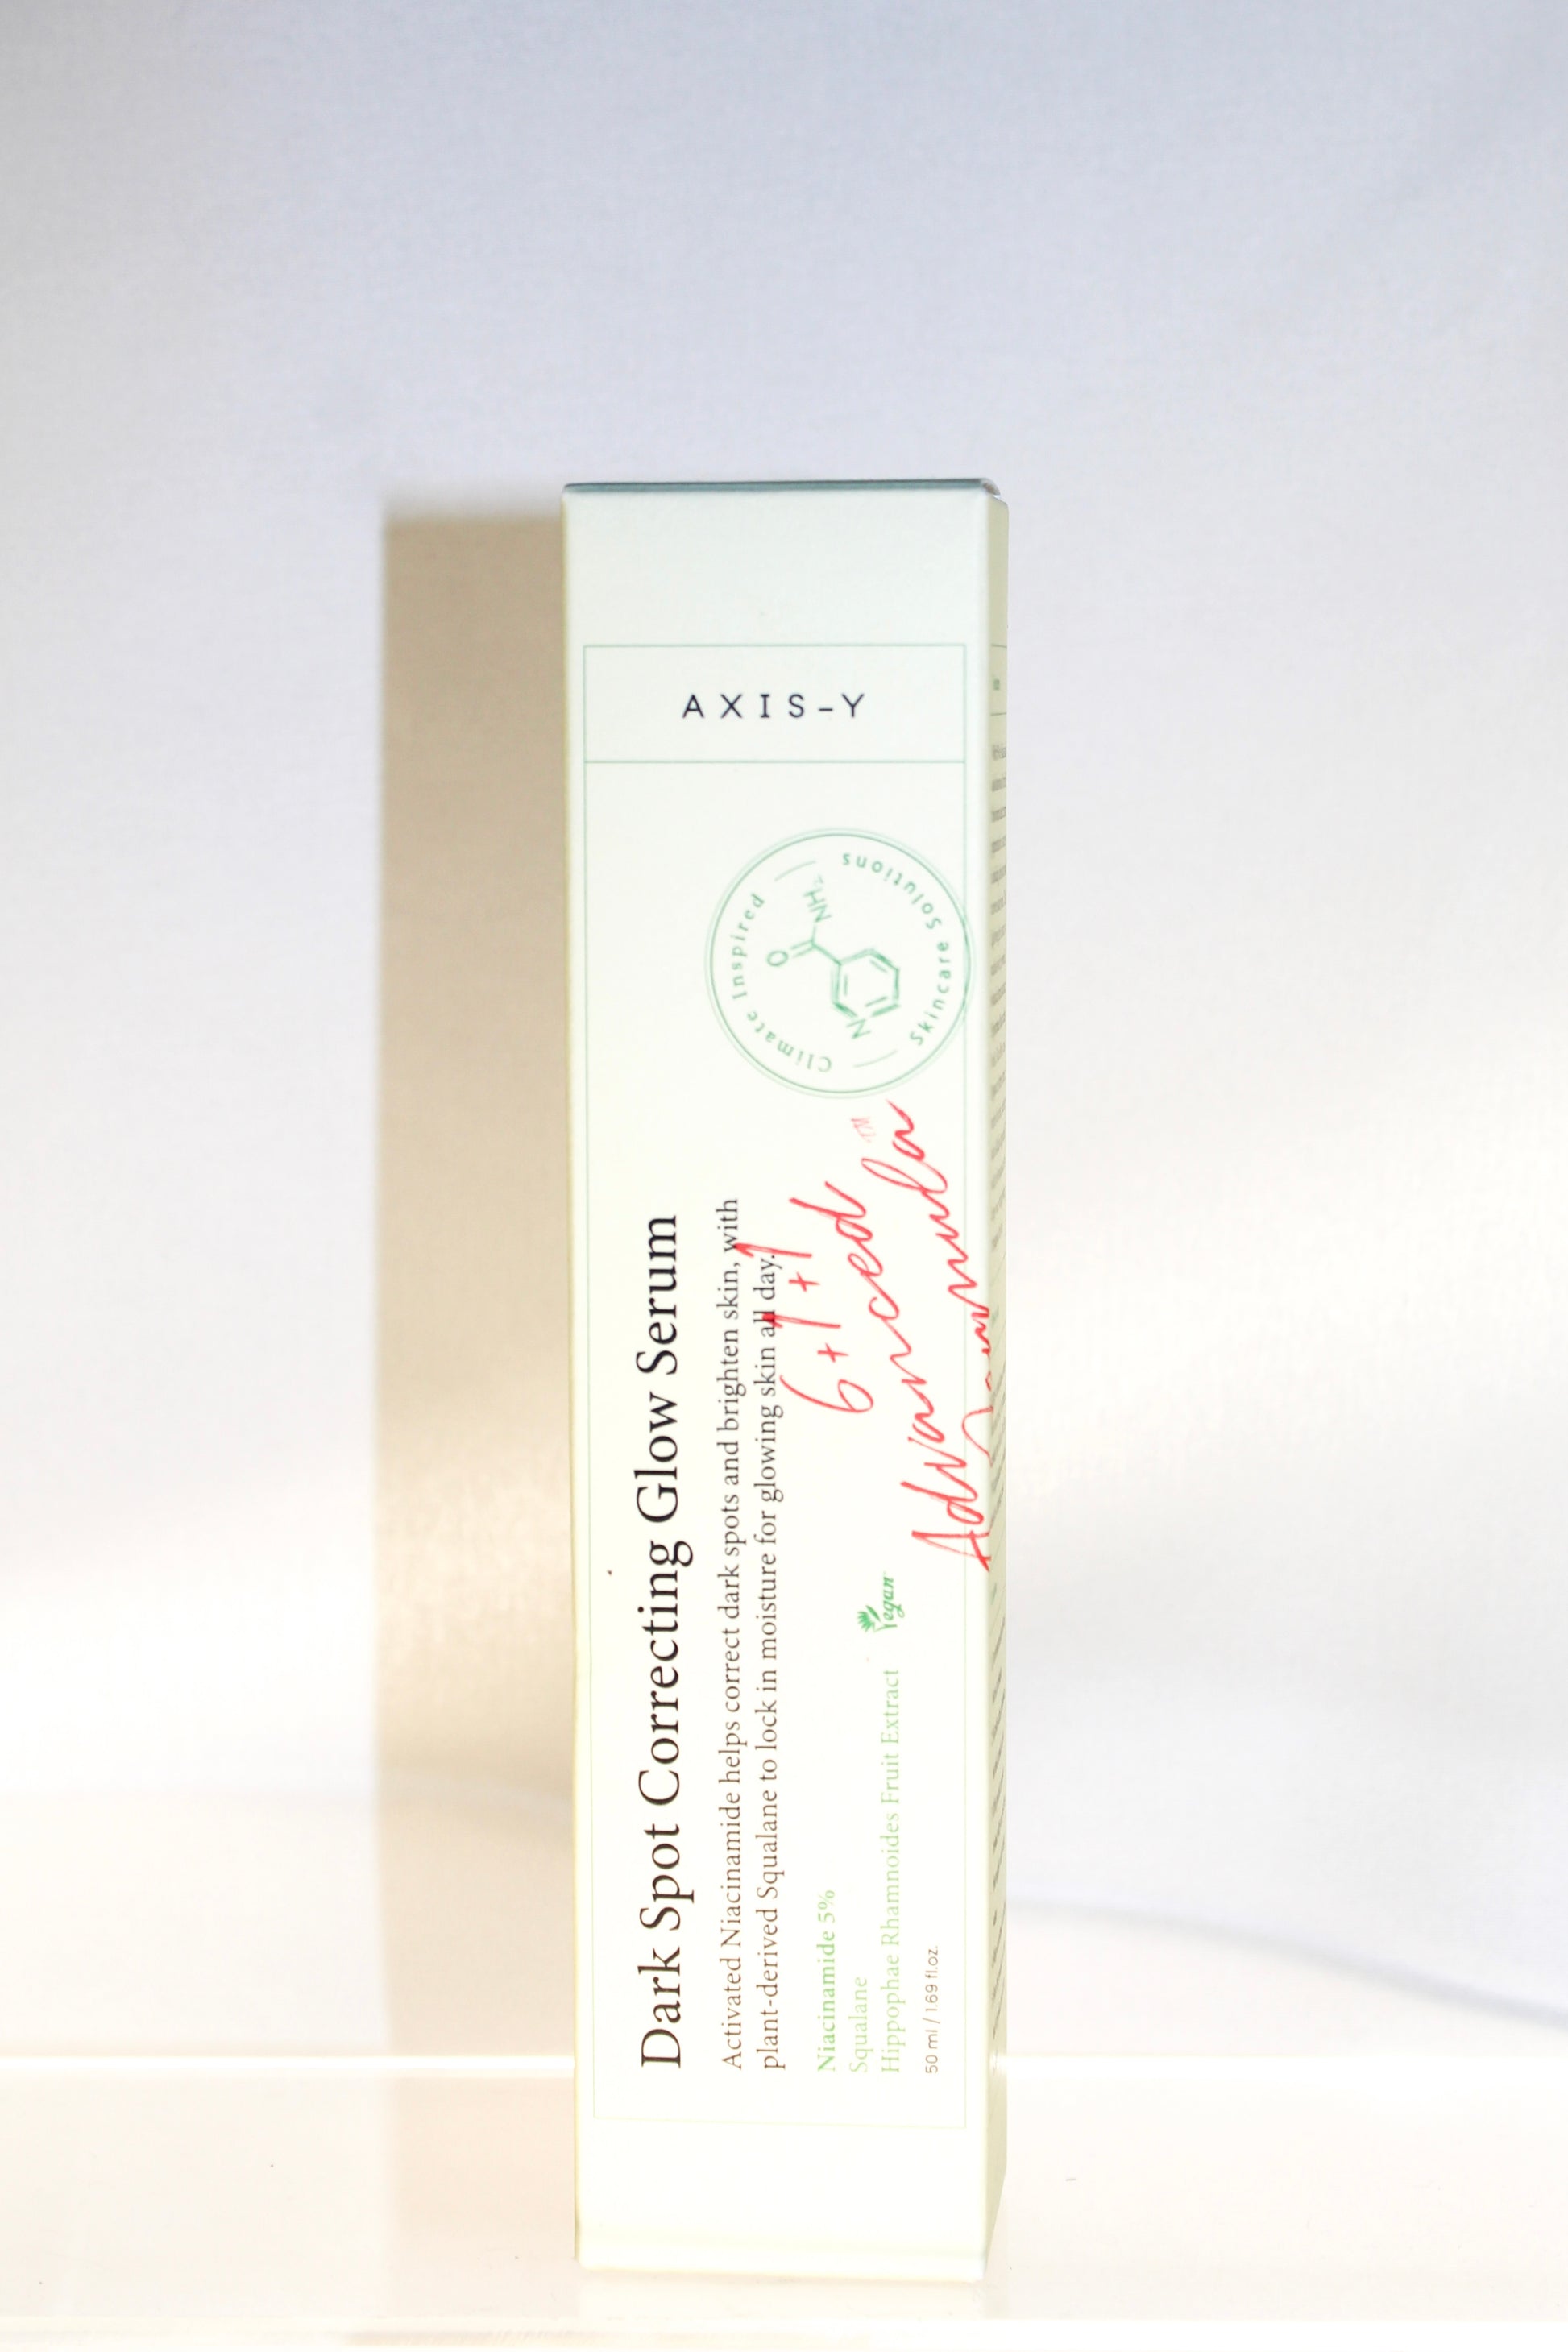 AXIS-Y
Climate Inspired
Skincare Solutions
O
NH₂
N
Dark Spot Correcting Glow Serum
Activated Niacinamide helps correct dark spots and brighten skin, with
plant-derived Squalane to lock in moisture for glowing skin all day.
6+1+1
Advanced
Formula™
Niacinamide 5%
Squalane
Hippophae Rhamnoides Fruit Extract
Vegan
50 ml / 1.69 fl.oz.